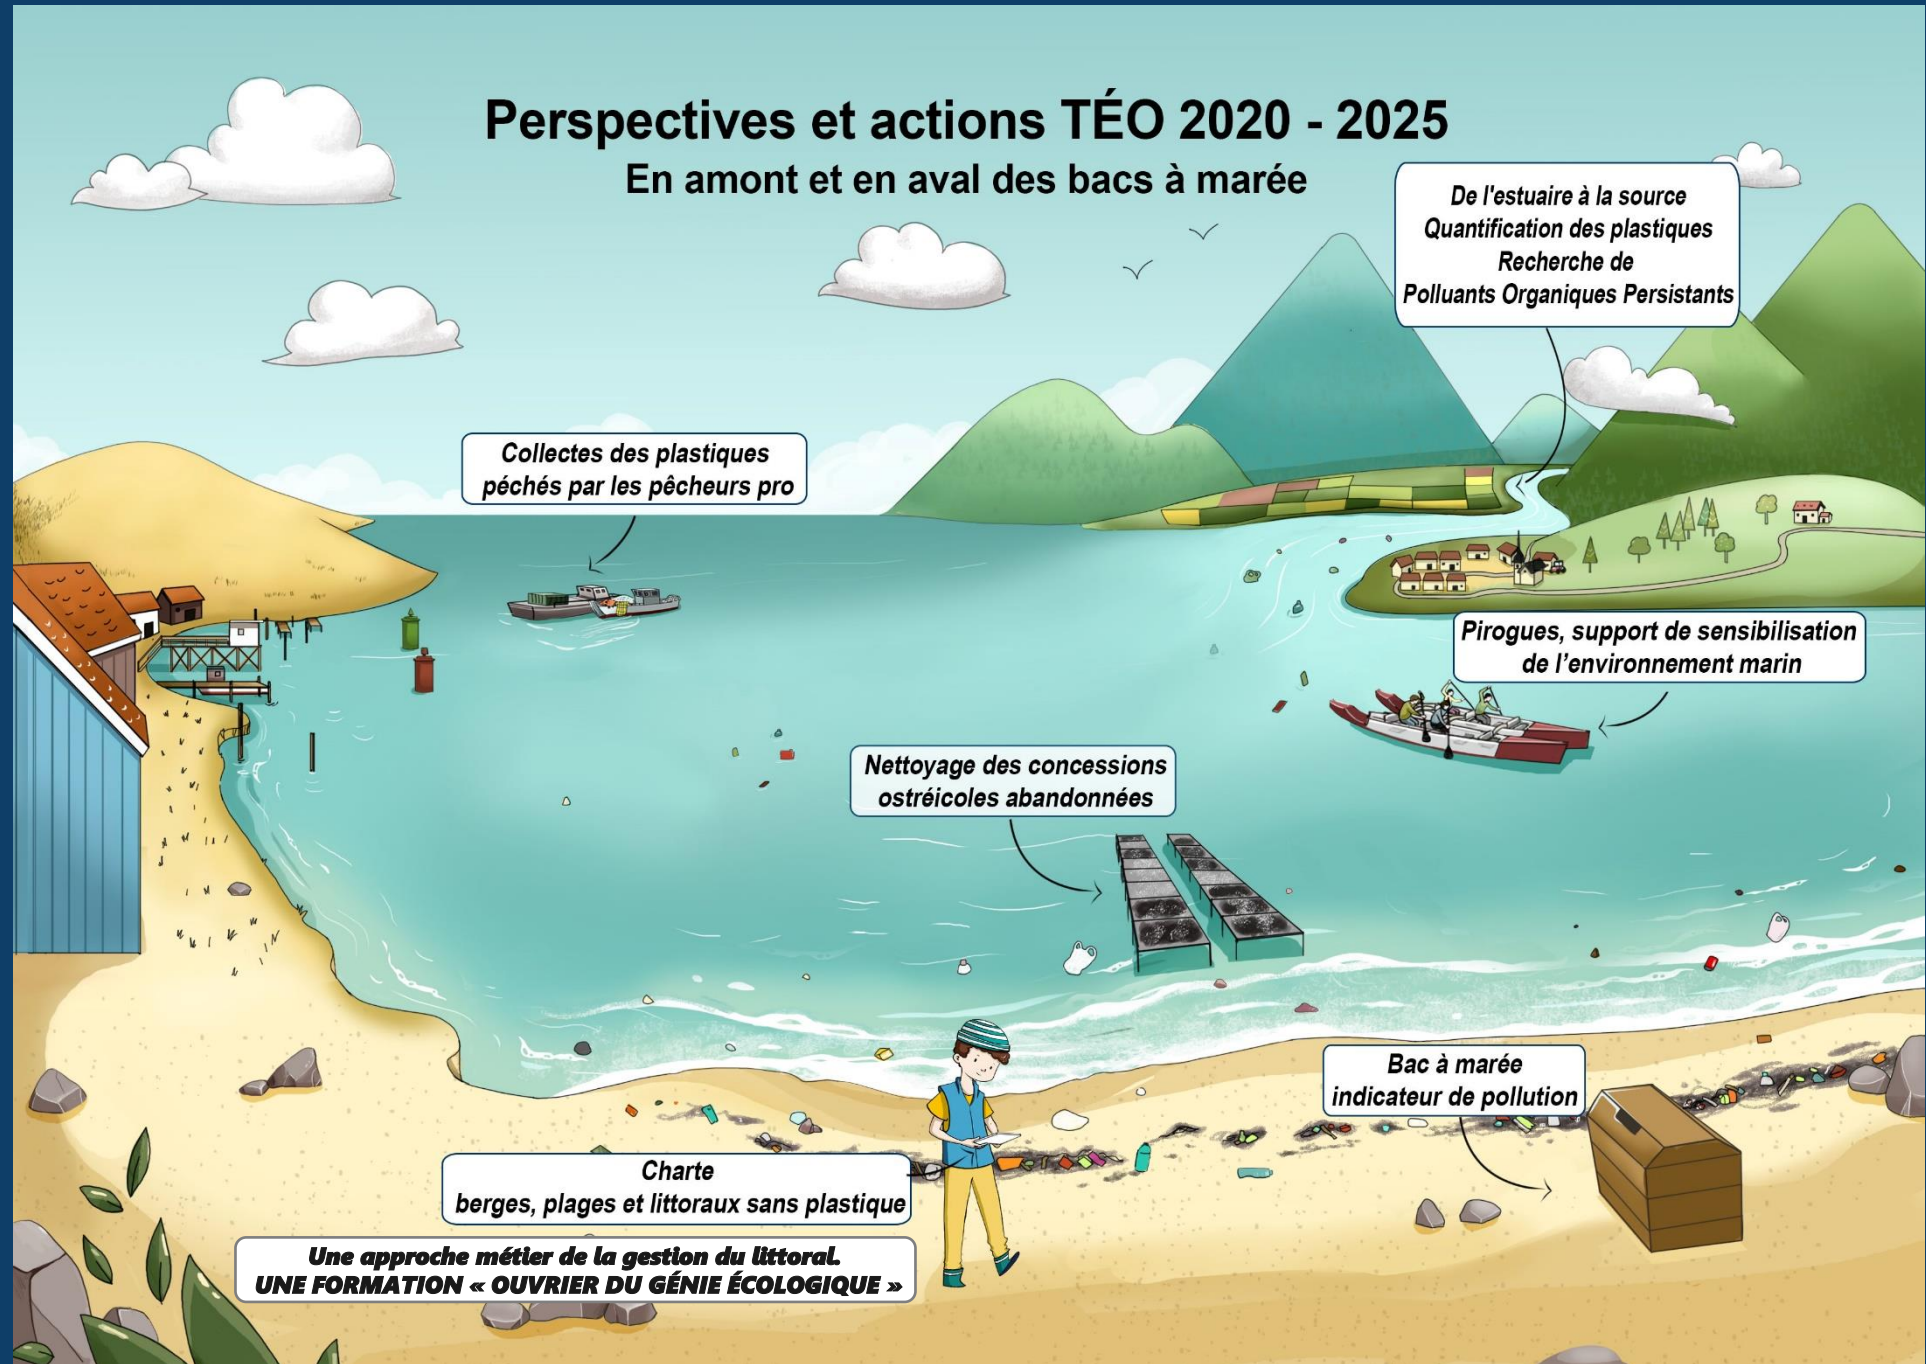 Perspectives et actions TÉO 2020 - 2025
En amont et en aval des bacs à marée
De l'estuaire à la source
Quantification des plastiques
Recherche de
Polluants Organiques Persistants
Collectes des plastiques
péchés par les pêcheurs pro
Pirogues, support de sensibilisation
de l'environnement marin
Nettoyage des concessions
ostréicoles abandonnées
Bac à marée
indicateur de pollution
Charte
berges, plages et littoraux sans plastique
Une approche métier de la gestion du littoral.
UNE FORMATION « OUVRIER DU GÉNIE ÉCOLOGIQUE »